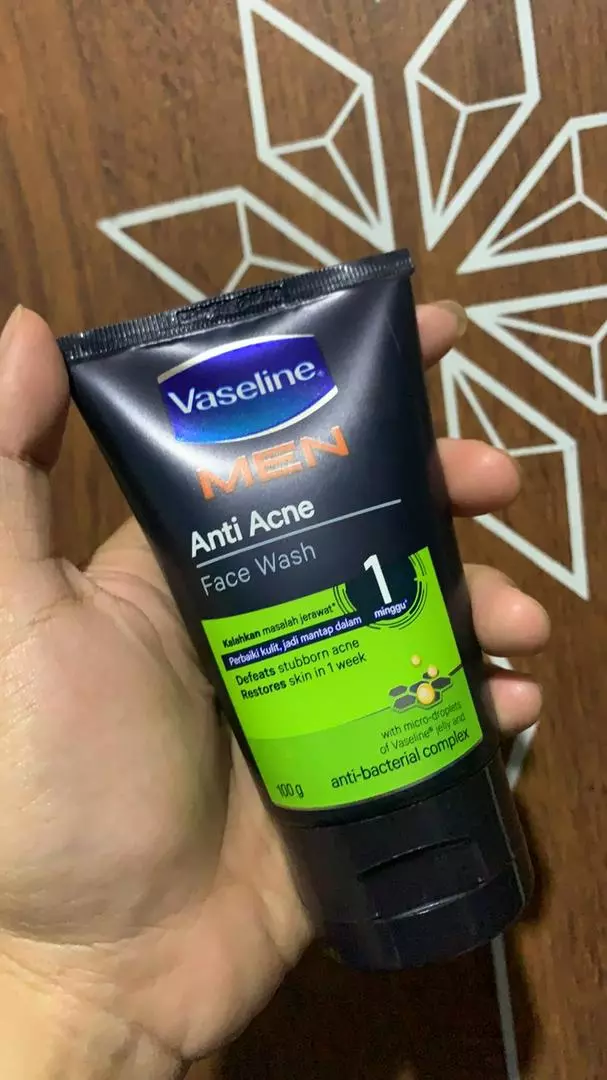 Vaseline®
MEN
Anti Acne
Face Wash
Kalahkan masalah jerawat*
Perbaiki kulit, jadi mantap dalam
1
minggu*
Defeats stubborn acne
Restores skin in 1 week
with micro-droplets
of Vaseline® jelly and
anti-bacterial complex
100 g